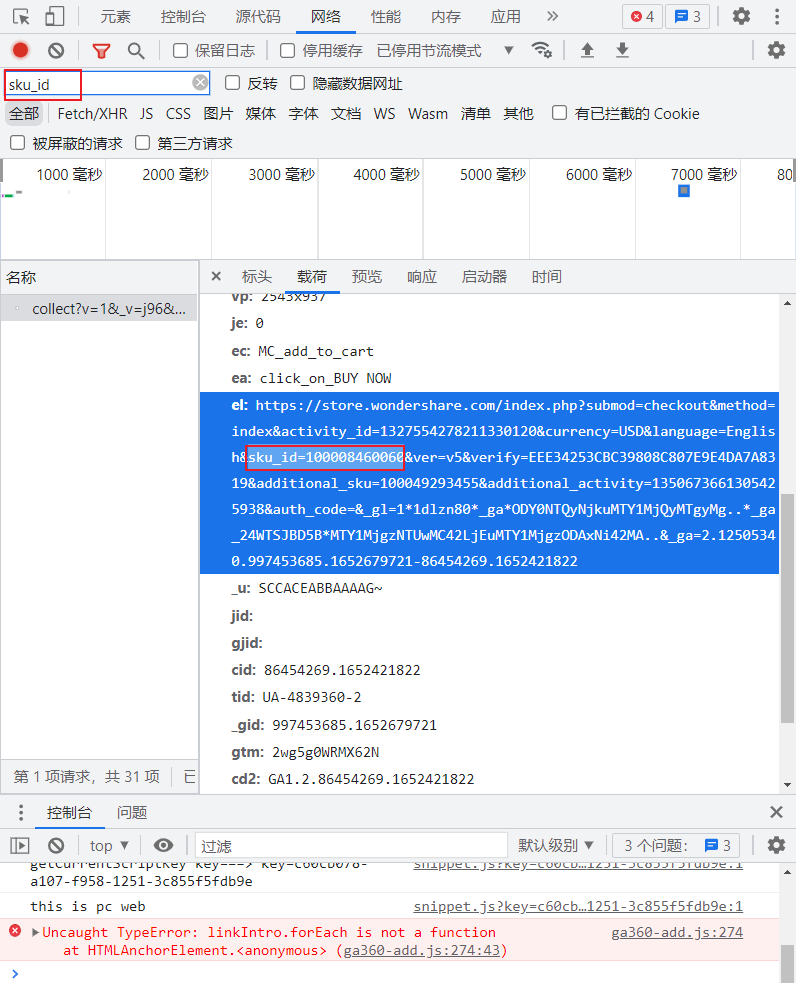 元素 控制台 源代码 网络 性能 内存 应用 » 4 3
保留日志 停用缓存 已停用节流模式
sku_id 反转 隐藏数据网址
全部 Fetch/XHR JS CSS 图片 媒体 字体 文档 WS Wasm 清单 其他 有已拦截的 Cookie
被屏蔽的请求 第三方请求
1000 毫秒 2000 毫秒 3000 毫秒 4000 毫秒 5000 毫秒 6000 毫秒 7000 毫秒 80
名称
collect?v=1&_v=j96&...
第 1 项请求，共 31 项 已
× 标头 载荷 预览 响应 启动器 时间
vp: 2543x937
je: 0
ec: MC_add_to_cart
ea: click_on_BUY NOW
el: https://store.wondershare.com/index.php?submod=checkout&method=
index&activity_id=1327554278211330120&currency=USD&language=Englis
h&sku_id=100008460060&ver=v5&verify=EEE34253CBC39808C807E9E4DA7A83
19&additional_sku=100049293455&additional_activity=135067366130542
5938&auth_code=&_gl=1*1dlzn80*_ga*ODY0NTQyNjkuMTY1MjQyMTgyMg..*_ga
_24WTSJBD5B*MTY1MjgzNTUwMC42LjEuMTY1MjgzODAxNi42MA..&_ga=2.1250534
0.997453685.1652679721-86454269.1652421822
_u: SCCACEABBAAAAG~
jid:
gjid:
cid: 86454269.1652421822
tid: UA-4839360-2
_gid: 997453685.1652679721
gtm: 2wg5g0WRMX62N
cd2: GA1.2.86454269.1652421822
控制台 问题
top ▼ 过滤 默认级别 ▼ 3 个问题: 3
getCurrentScriptKey key===> key=c60cb078- snippet.js?key=c60cb…1251-3c855f5fdb9e:1
a107-f958-1251-3c855f5fdb9e
this is pc web snippet.js?key=c60cb…1251-3c855f5fdb9e:1
Uncaught TypeError: linkIntro.forEach is not a function ga360-add.js:274
at HTMLAnchorElement.<anonymous> (ga360-add.js:274:43)